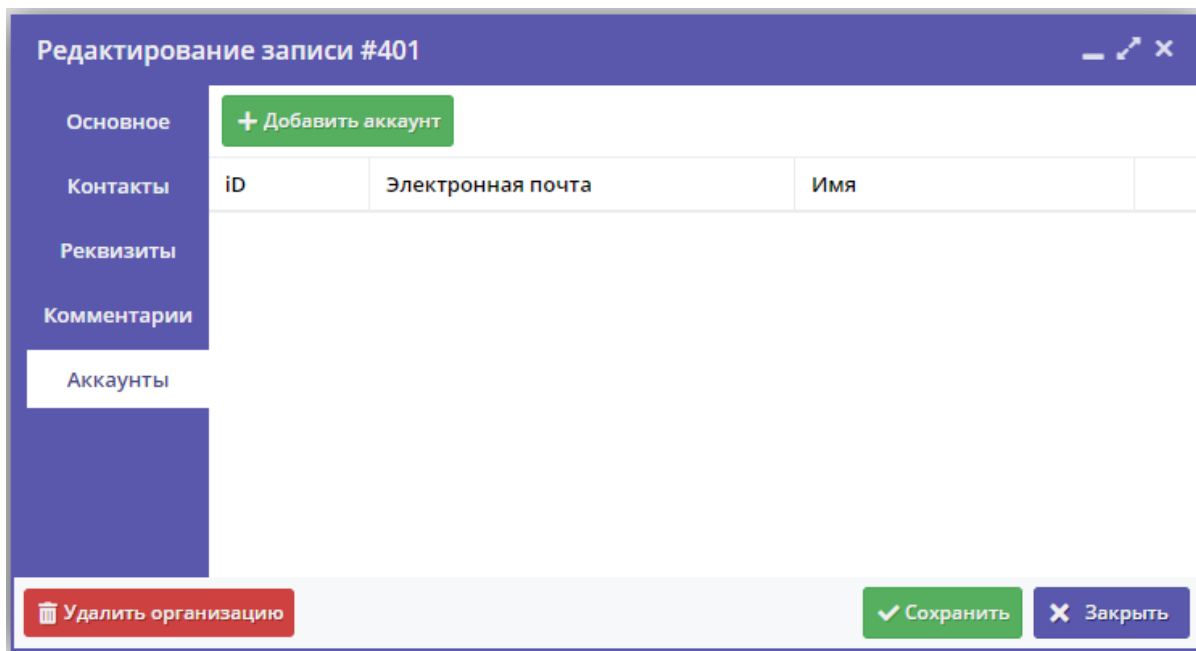 Редактирование записи #401
Основное
Добавить аккаунт
Контакты
iD Электронная почта Имя
Реквизиты
Комментарии
Аккаунты
Удалить организацию Сохранить Закрыть